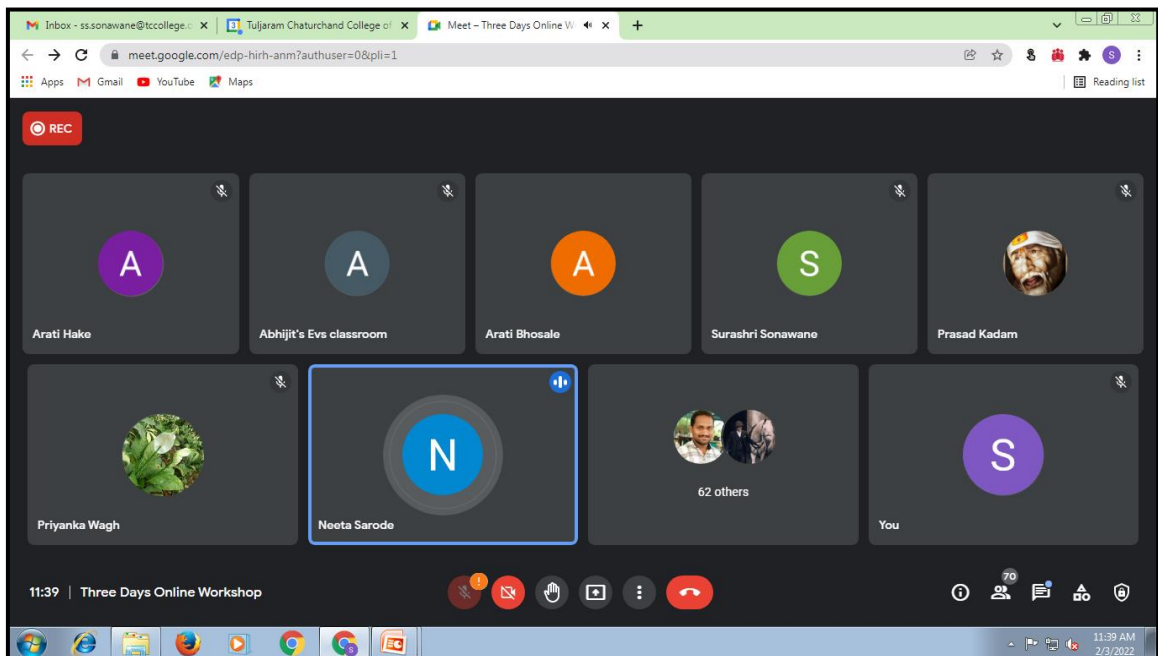 Inbox - ss.sonawane@tccollege.o
Tuljaram Chaturchand College of
Meet – Three Days Online W
meet.google.com/edp-hirh-anm?authuser=0&pli=1
S
Apps Gmail YouTube Maps
Reading list
REC
A
A
A
S
Arati Hake
Abhijit's Evs classroom
Arati Bhosale
Surashri Sonawane
Prasad Kadam
N
S
62 others
Priyanka Wagh
Neeta Sarode
You
11:39 | Three Days Online Workshop
70
11:39 AM
2/3/2022